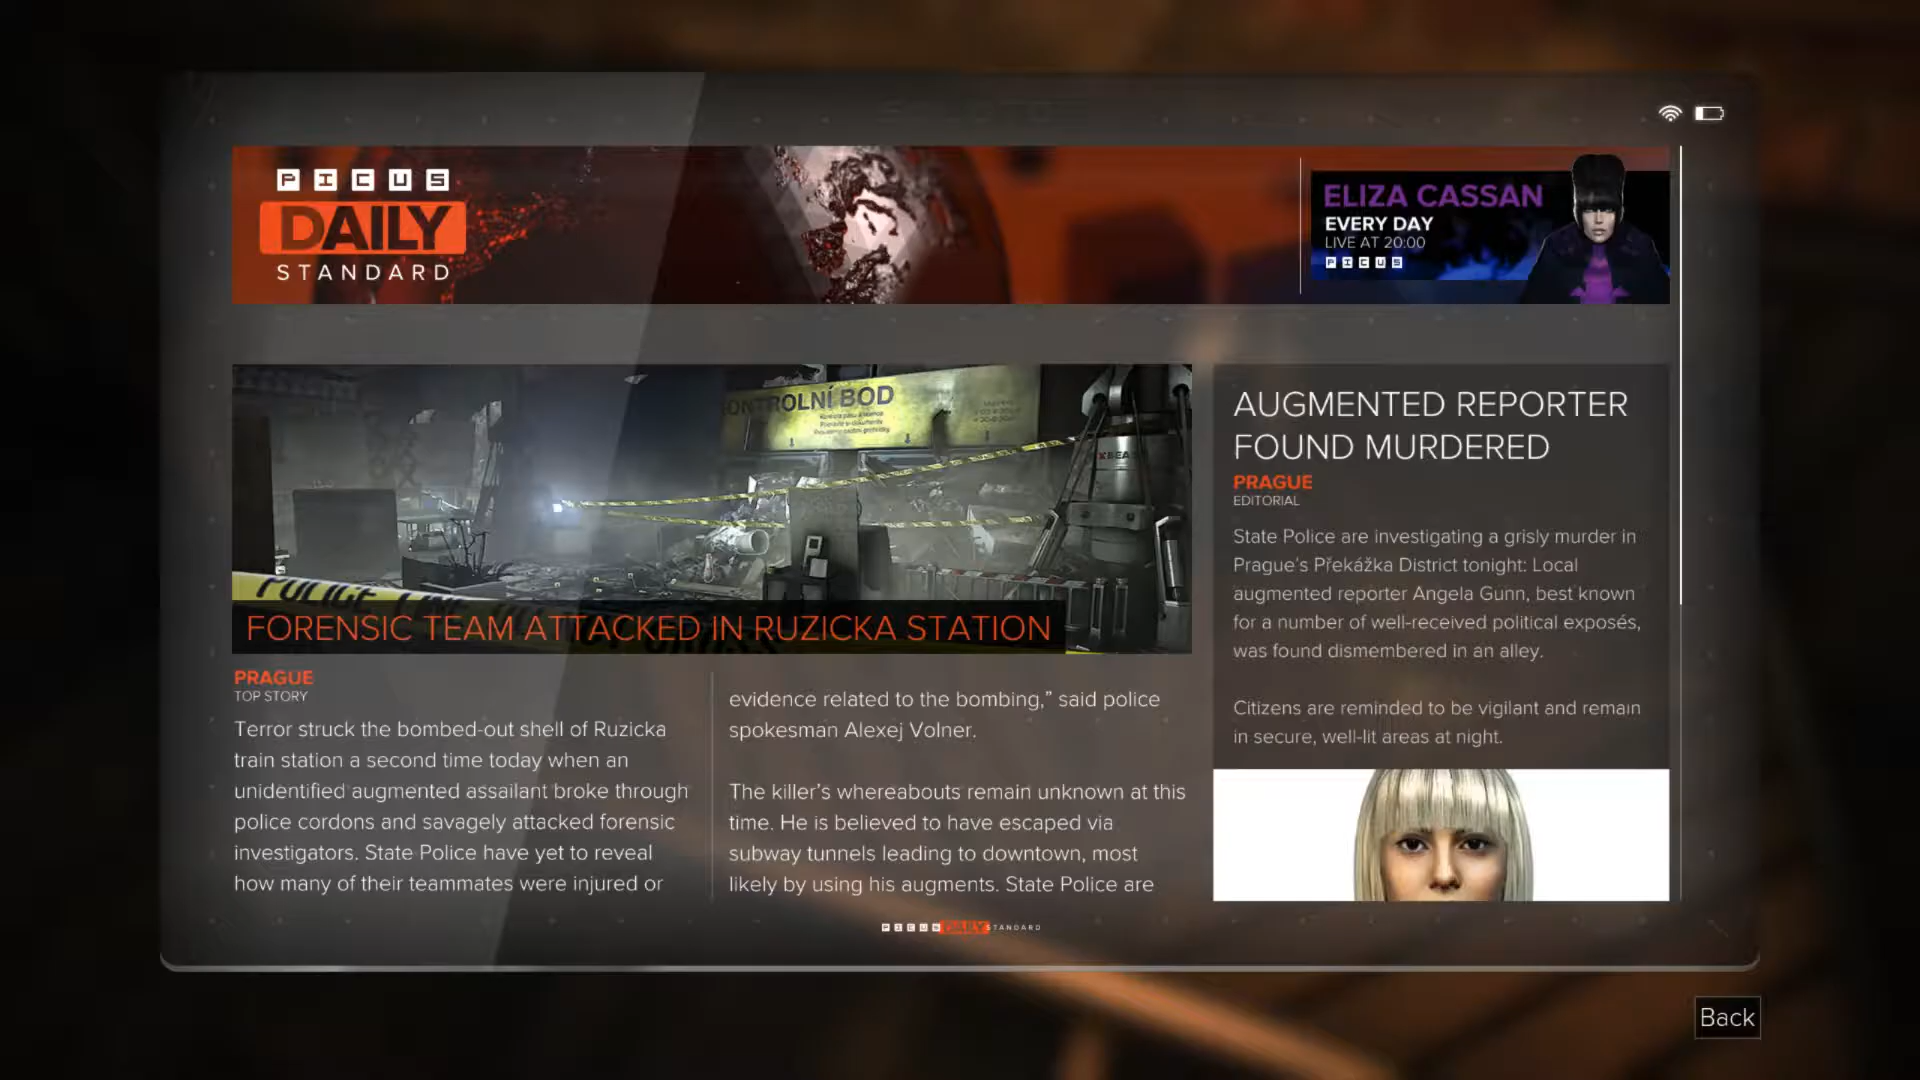 PICUS
DAILY
STANDARD
ELIZA CASSAN
EVERY DAY
LIVE AT 20:00
PICUS
KONTROLNÍ BOD
FORENSIC TEAM ATTACKED IN RUZICKA STATION
PRAGUE
TOP STORY
Terror struck the bombed-out shell of Ruzicka
train station a second time today when an
unidentified augmented assailant broke through
police cordons and savagely attacked forensic
investigators. State Police have yet to reveal
how many of their teammates were injured or
evidence related to the bombing,” said police
spokesman Alexej Volner.
The killer’s whereabouts remain unknown at this
time. He is believed to have escaped via
subway tunnels leading to downtown, most
likely by using his augments. State Police are
AUGMENTED REPORTER
FOUND MURDERED
PRAGUE
EDITORIAL
State Police are investigating a grisly murder in
Prague’s Překážka District tonight: Local
augmented reporter Angela Gunn, best known
for a number of well-received political exposés,
was found dismembered in an alley.
Citizens are reminded to be vigilant and remain
in secure, well-lit areas at night.
PICUS DAILY STANDARD
Back